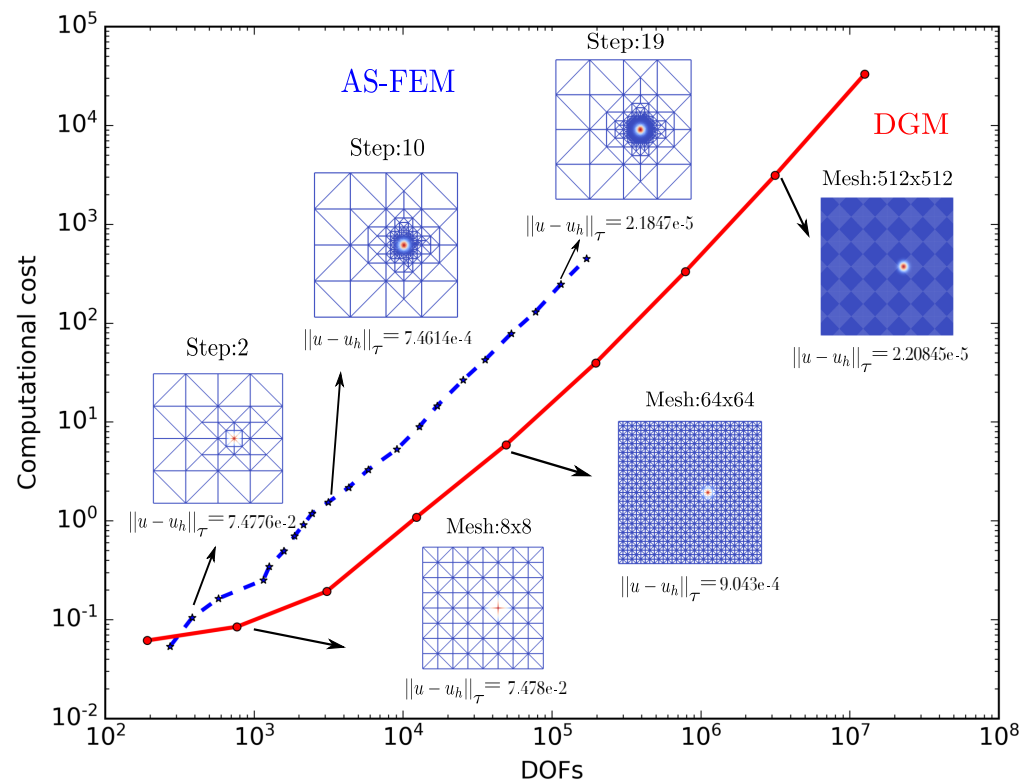 10^5
Step:19
AS-FEM
10^4
DGM
Step:10
Mesh:512x512
10^3
||u − u_h||_τ = 2.1847e-5
10^2
||u − u_h||_τ = 7.4614e-4
||u − u_h||_τ = 2.20845e-5
Step:2
Mesh:64x64
Computational cost
10^1
10^0
||u − u_h||_τ = 7.4776e-2
Mesh:8x8
||u − u_h||_τ = 9.043e-4
10^-1
||u − u_h||_τ = 7.478e-2
10^-2
10^2 10^3 10^4 10^5 10^6 10^7 10^8
DOFs